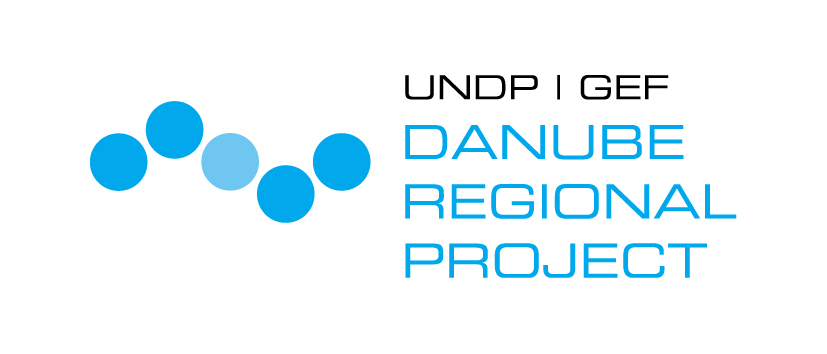 UNDP | GEF
DANUBE
REGIONAL
PROJECT